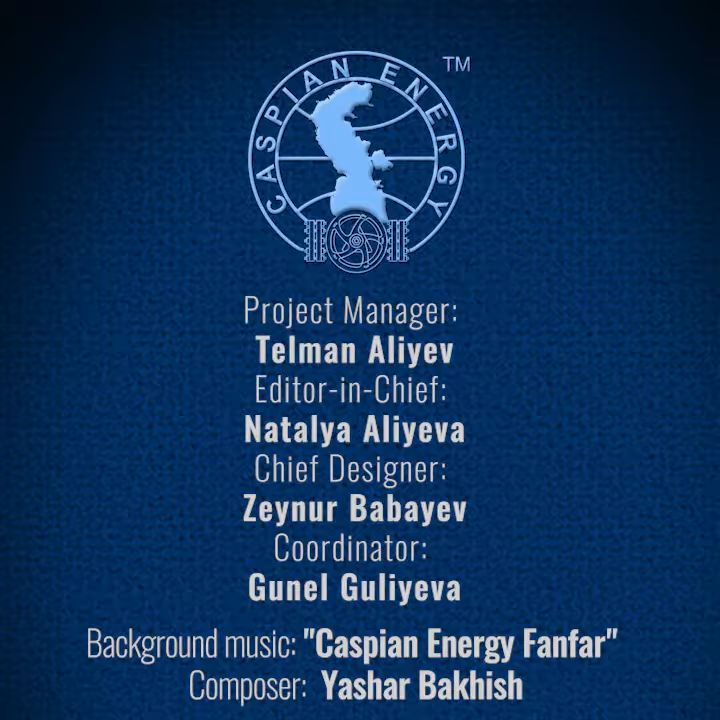 CASPIAN ENERGY
TM
Project Manager:
Telman Aliyev
Editor-in-Chief:
Natalya Aliyeva
Chief Designer:
Zeynur Babayev
Coordinator:
Gunel Guliyeva
Background music: "Caspian Energy Fanfar"
Composer: Yashar Bakhish